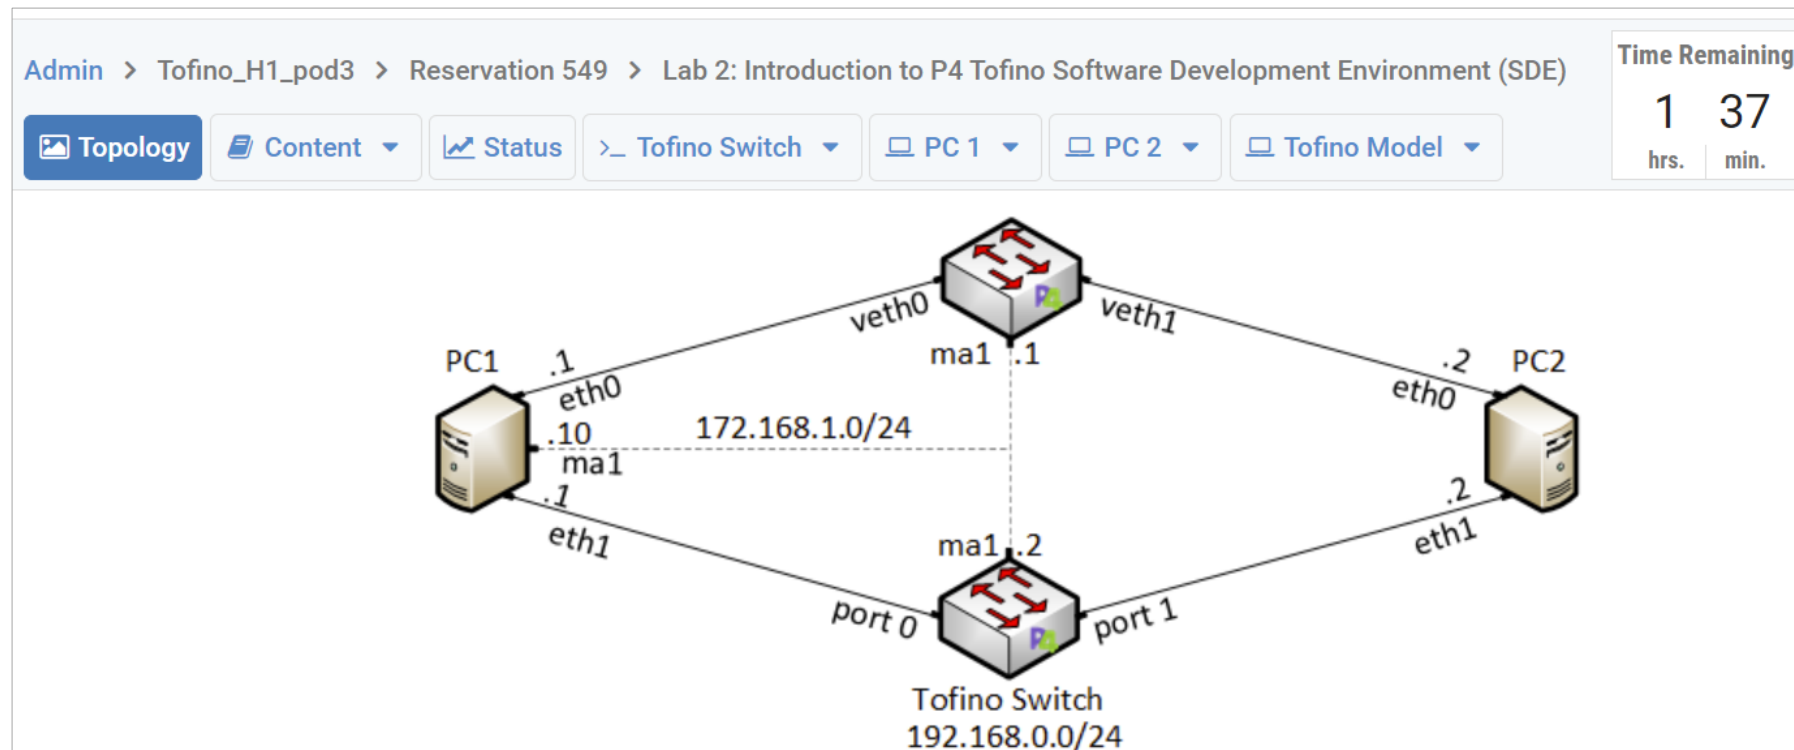 Admin > Tofino_H1_pod3 > Reservation 549 > Lab 2: Introduction to P4 Tofino Software Development Environment (SDE)
Time Remaining
1 37
hrs. min.
Topology
Content
Status
>_ Tofino Switch
PC 1
PC 2
Tofino Model
P4
veth0
veth1
ma1 .1
PC1
.1
eth0
.2
PC2
eth0
172.168.1.0/24
.10
ma1
.1
eth1
.2
eth1
ma1 .2
P4
port 0
port 1
Tofino Switch
192.168.0.0/24